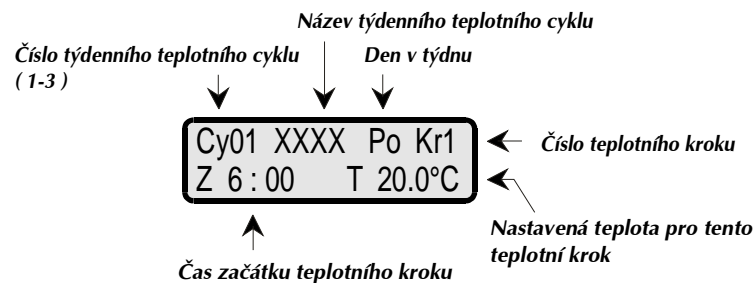 Název týdenního teplotního cyklu
Číslo týdenního teplotního cyklu
( 1-3 )
Den v týdnu
Cy01 XXXX Po Kr1
Číslo teplotního kroku
Z 6 : 00 T 20.0°C
Nastavená teplota pro tento
teplotní krok
Čas začátku teplotního kroku